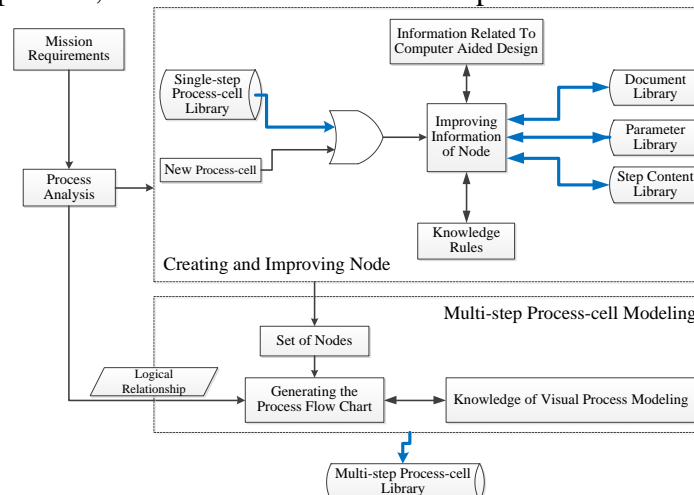 Mission
Requirements
Information Related To
Computer Aided Design
Single-step
Process-cell
Library
Document
Library
Improving
Information
of Node
Parameter
Library
New Process-cell
Process
Analysis
Step Content
Library
Knowledge
Rules
Creating and Improving Node
Multi-step Process-cell Modeling
Set of Nodes
Logical
Relationship
Generating the
Process Flow Chart
Knowledge of Visual Process Modeling
Multi-step Process-cell
Library